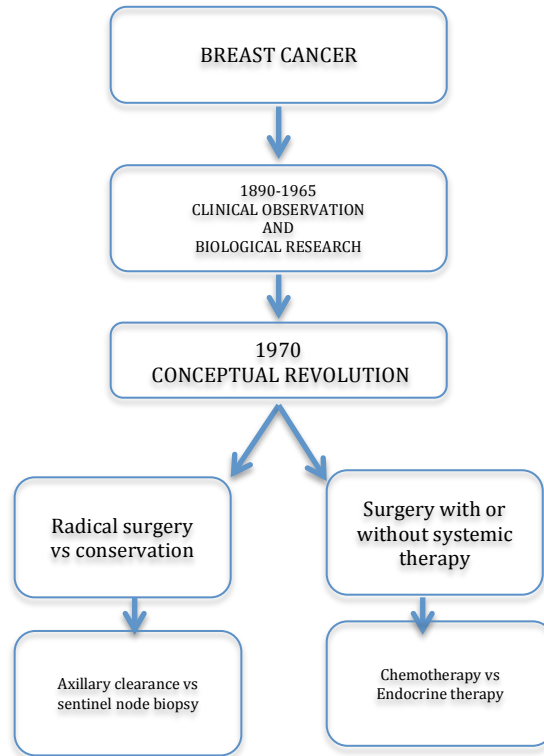 BREAST CANCER
1890-1965
CLINICAL OBSERVATION
AND
BIOLOGICAL RESEARCH
1970
CONCEPTUAL REVOLUTION
Radical surgery
vs conservation
Surgery with or
without systemic
therapy
Axillary clearance vs
sentinel node biopsy
Chemotherapy vs
Endocrine therapy